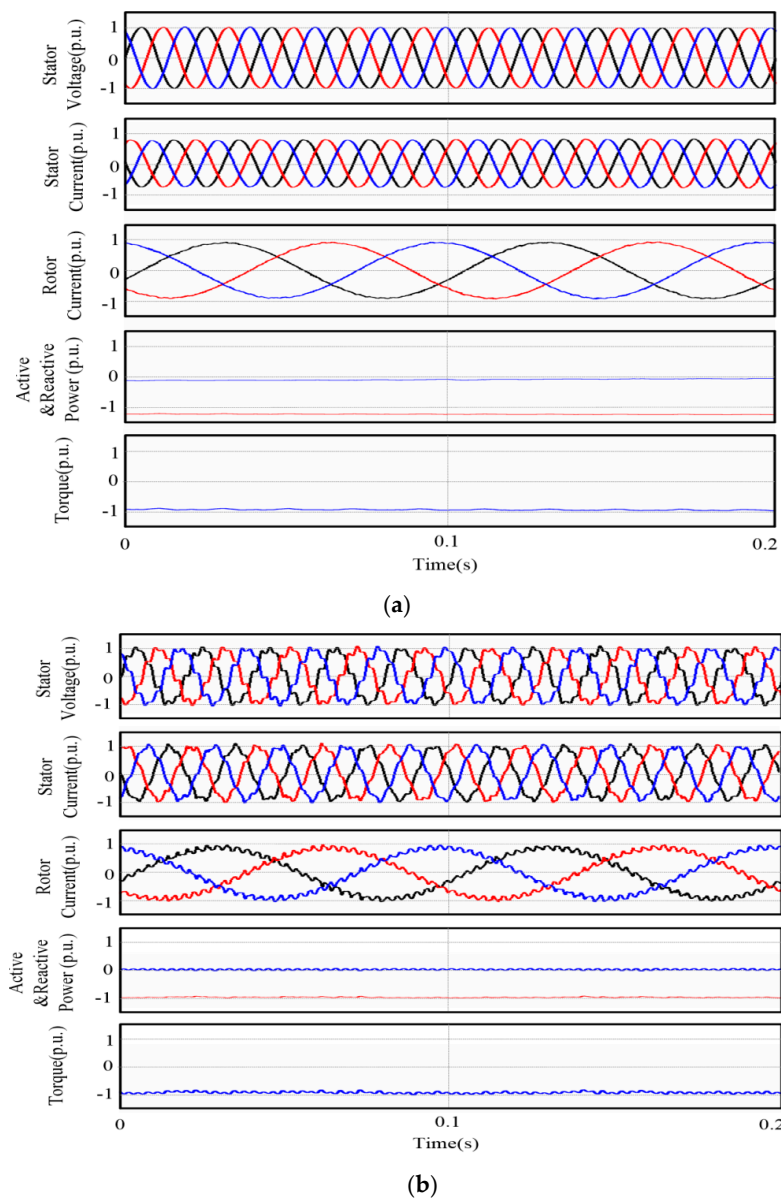 Stator
Voltage(p.u.)
1
0
-1
Stator
Current(p.u.)
1
0
-1
Rotor
Current(p.u.)
1
0
-1
Active
&Reactive
Power (p.u.)
1
0
-1
Torque(p.u.)
1
0
-1
0
0.1
0.2
Time(s)
(a)
Stator
Voltage(p.u.)
1
0
-1
Stator
Current(p.u.)
1
0
-1
Rotor
Current(p.u.)
1
0
-1
Active
&Reactive
Power (p.u.)
1
0
-1
Torque(p.u.)
1
0
-1
0
0.1
0.2
Time(s)
(b)